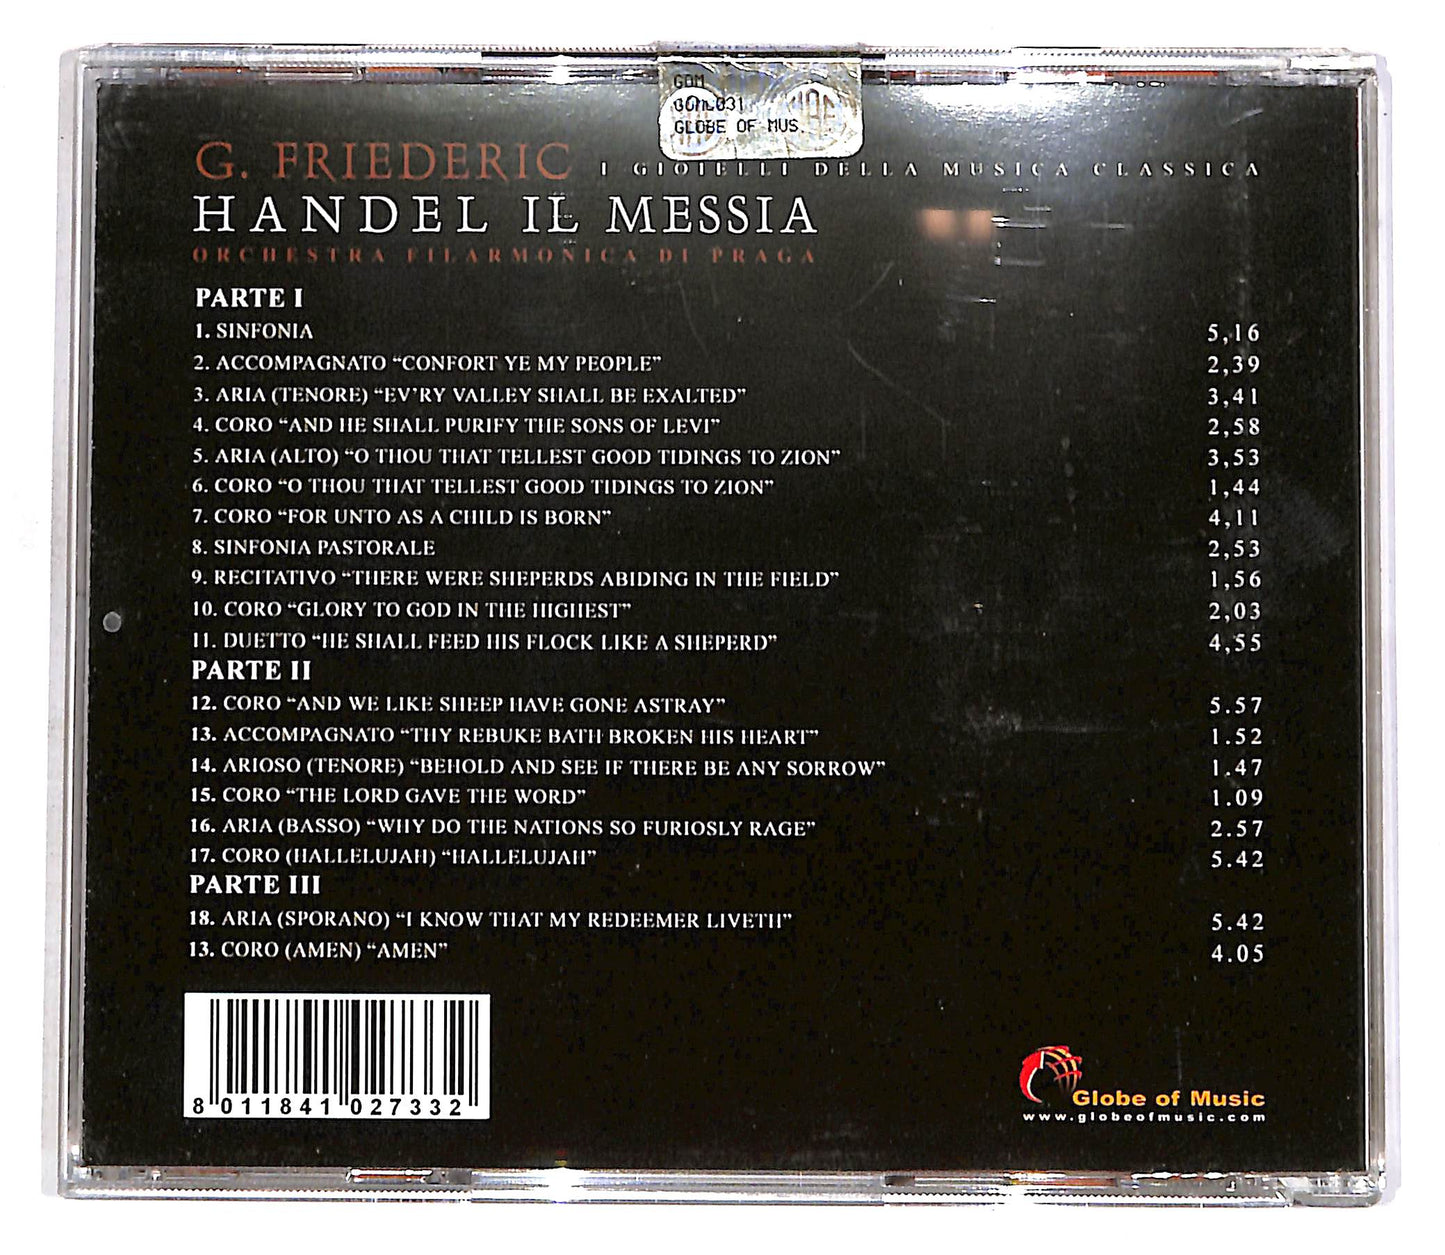 GOM
GOML031
GLOBE OF MUS.
G. FRIEDERIC I GIOIELLI DELLA MUSICA CLASSICA
HANDEL IL MESSIA
ORCHESTRA FILARMONICA DI PRAGA
PARTE I
1. SINFONIA 5,16
2. ACCOMPAGNATO “CONFORT YE MY PEOPLE” 2,39
3. ARIA (TENORE) “EV’RY VALLEY SHALL BE EXALTED” 3,41
4. CORO “AND HE SHALL PURIFY THE SONS OF LEVI” 2,58
5. ARIA (ALTO) “O THOU THAT TELLEST GOOD TIDINGS TO ZION” 3,53
6. CORO “O THOU THAT TELLEST GOOD TIDINGS TO ZION” 1,44
7. CORO “FOR UNTO AS A CHILD IS BORN” 4,11
8. SINFONIA PASTORALE 2,53
9. RECITATIVO “THERE WERE SHEPERDS ABIDING IN THE FIELD” 1,56
10. CORO “GLORY TO GOD IN THE HIGHEST” 2,03
11. DUETTO “HE SHALL FEED HIS FLOCK LIKE A SHEPERD” 4,55
PARTE II
12. CORO “AND WE LIKE SHEEP HAVE GONE ASTRAY” 5.57
13. ACCOMPAGNATO “THY REBUKE BATH BROKEN HIS HEART” 1.52
14. ARIOSO (TENORE) “BEHOLD AND SEE IF THERE BE ANY SORROW” 1.47
15. CORO “THE LORD GAVE THE WORD” 1.09
16. ARIA (BASSO) “WHY DO THE NATIONS SO FURIOSLY RAGE” 2.57
17. CORO (HALLELUJAH) “HALLELUJAH” 5.42
PARTE III
18. ARIA (SPORANO) “I KNOW THAT MY REDEEMER LIVETH” 5.42
13. CORO (AMEN) “AMEN” 4.05
8 011841 027332
Globe of Music
www.globeofmusic.com